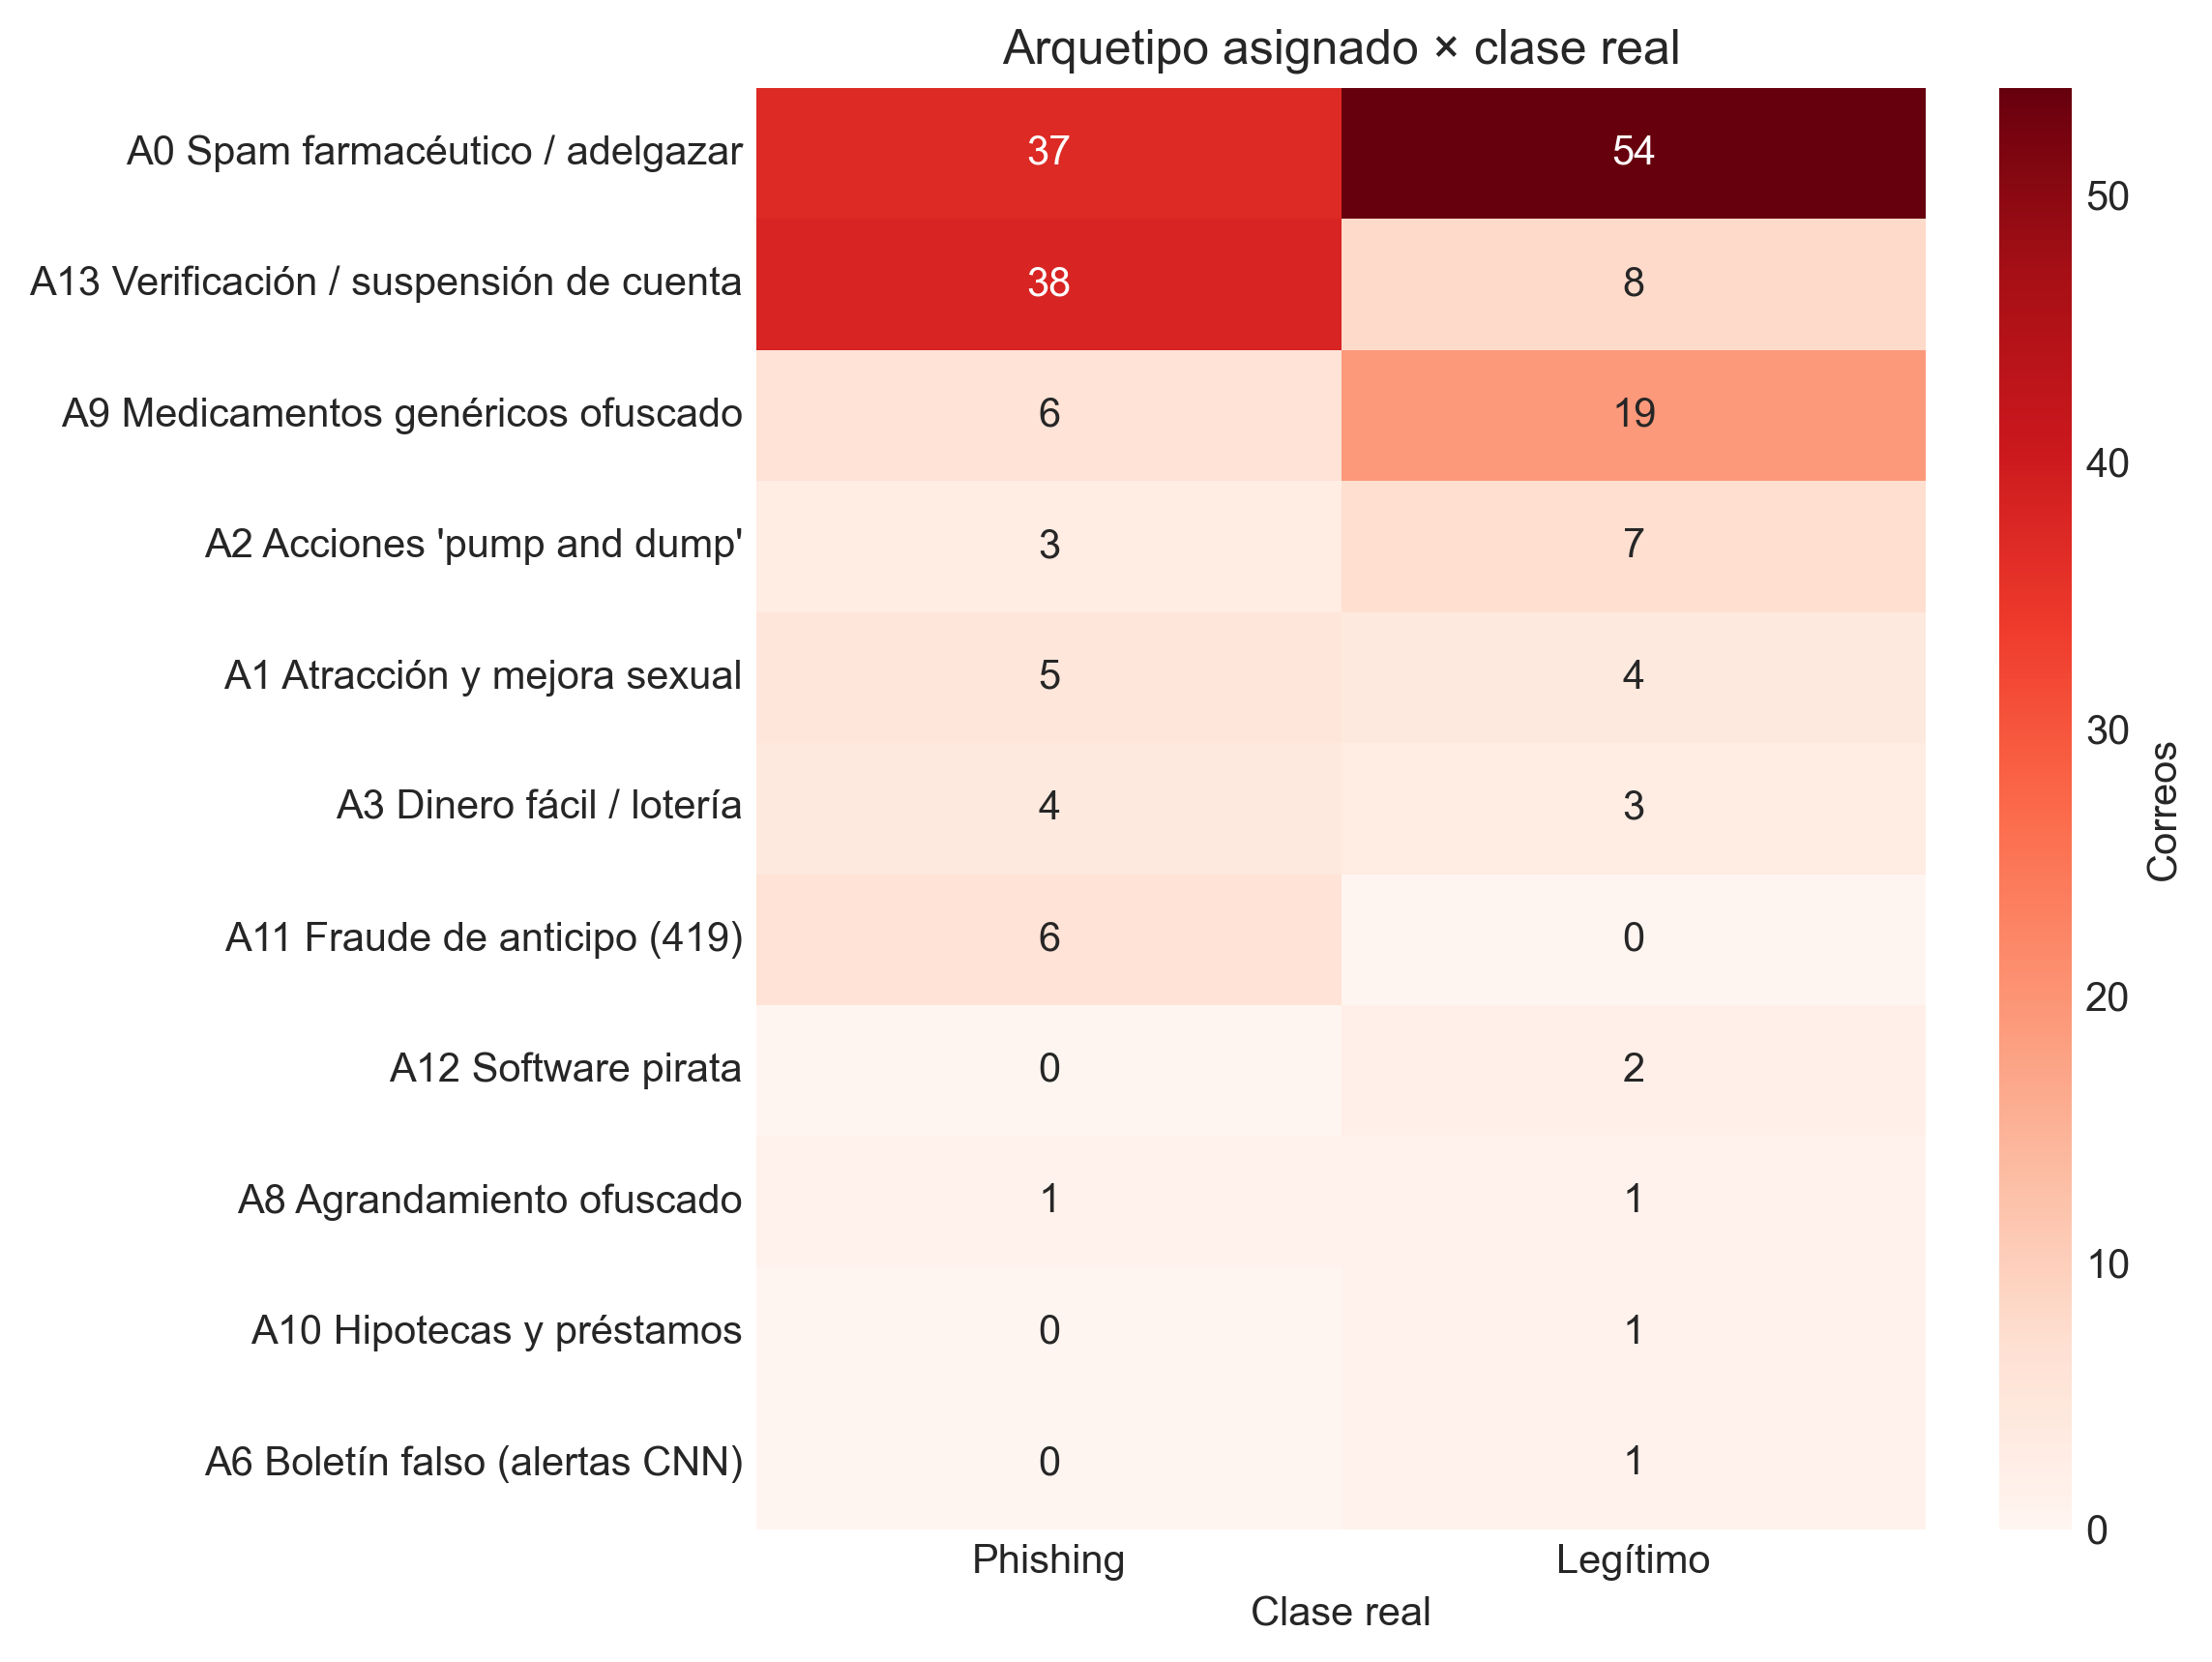 Arquetipo asignado × clase real
A0 Spam farmacéutico / adelgazar 37 54
A13 Verificación / suspensión de cuenta 38 8
A9 Medicamentos genéricos ofuscado 6 19
A2 Acciones 'pump and dump' 3 7
A1 Atracción y mejora sexual 5 4
A3 Dinero fácil / lotería 4 3
A11 Fraude de anticipo (419) 6 0
A12 Software pirata 0 2
A8 Agrandamiento ofuscado 1 1
A10 Hipotecas y préstamos 0 1
A6 Boletín falso (alertas CNN) 0 1
Phishing Legítimo
Clase real
50
40
30
20
10
0
Correos